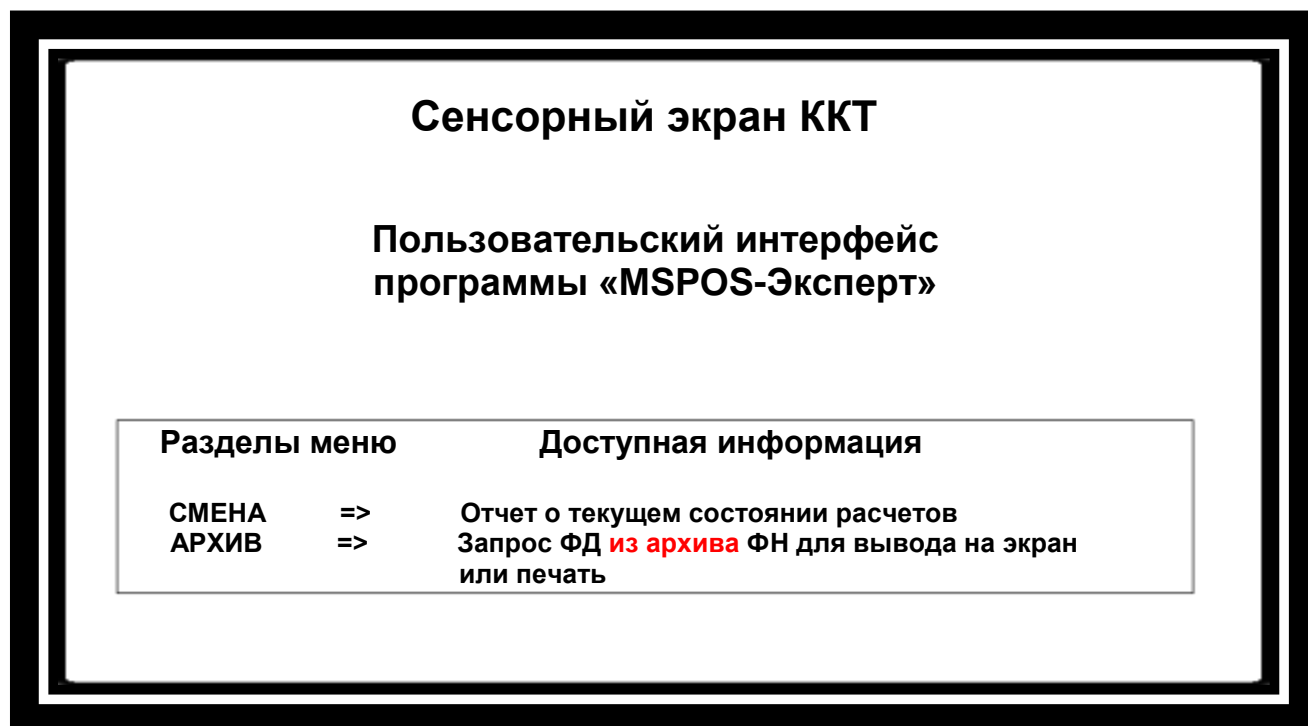 Сенсорный экран ККТ
Пользовательский интерфейс
программы «MSPOS-Эксперт»
Разделы меню Доступная информация
СМЕНА => Отчет о текущем состоянии расчетов
АРХИВ => Запрос ФД из архива ФН для вывода на экран
или печать